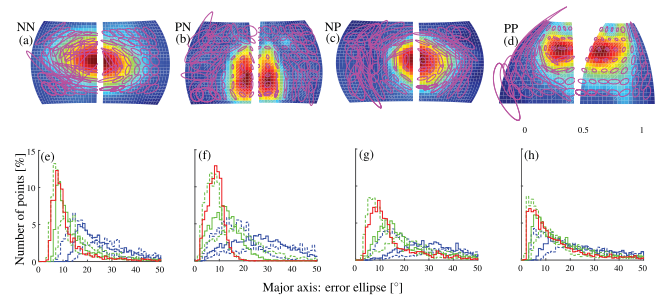 NN PN NP PP
(a) (b) (c) (d)
0 0.5 1
(e) (f) (g) (h)
Number of points [%]
15
10
5
0
0 10 20 30 40 50 0 10 20 30 40 50 0 10 20 30 40 50 0 10 20 30 40 50
Major axis: error ellipse [°]